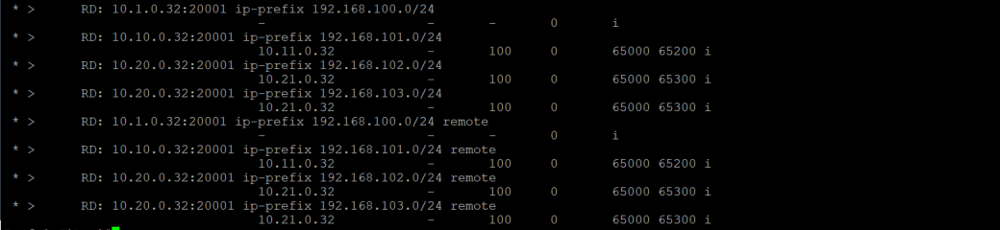 * >      RD: 10.1.0.32:20001 ip-prefix 192.168.100.0/24
- - - 0 i
* >      RD: 10.10.0.32:20001 ip-prefix 192.168.101.0/24
10.11.0.32 - 100 0 65000 65200 i
* >      RD: 10.20.0.32:20001 ip-prefix 192.168.102.0/24
10.21.0.32 - 100 0 65000 65300 i
* >      RD: 10.20.0.32:20001 ip-prefix 192.168.103.0/24
10.21.0.32 - 100 0 65000 65300 i
* >      RD: 10.1.0.32:20001 ip-prefix 192.168.100.0/24 remote
- - - 0 i
* >      RD: 10.10.0.32:20001 ip-prefix 192.168.101.0/24 remote
10.11.0.32 - 100 0 65000 65200 i
* >      RD: 10.20.0.32:20001 ip-prefix 192.168.102.0/24 remote
10.21.0.32 - 100 0 65000 65300 i
* >      RD: 10.20.0.32:20001 ip-prefix 192.168.103.0/24 remote
10.21.0.32 - 100 0 65000 65300 i